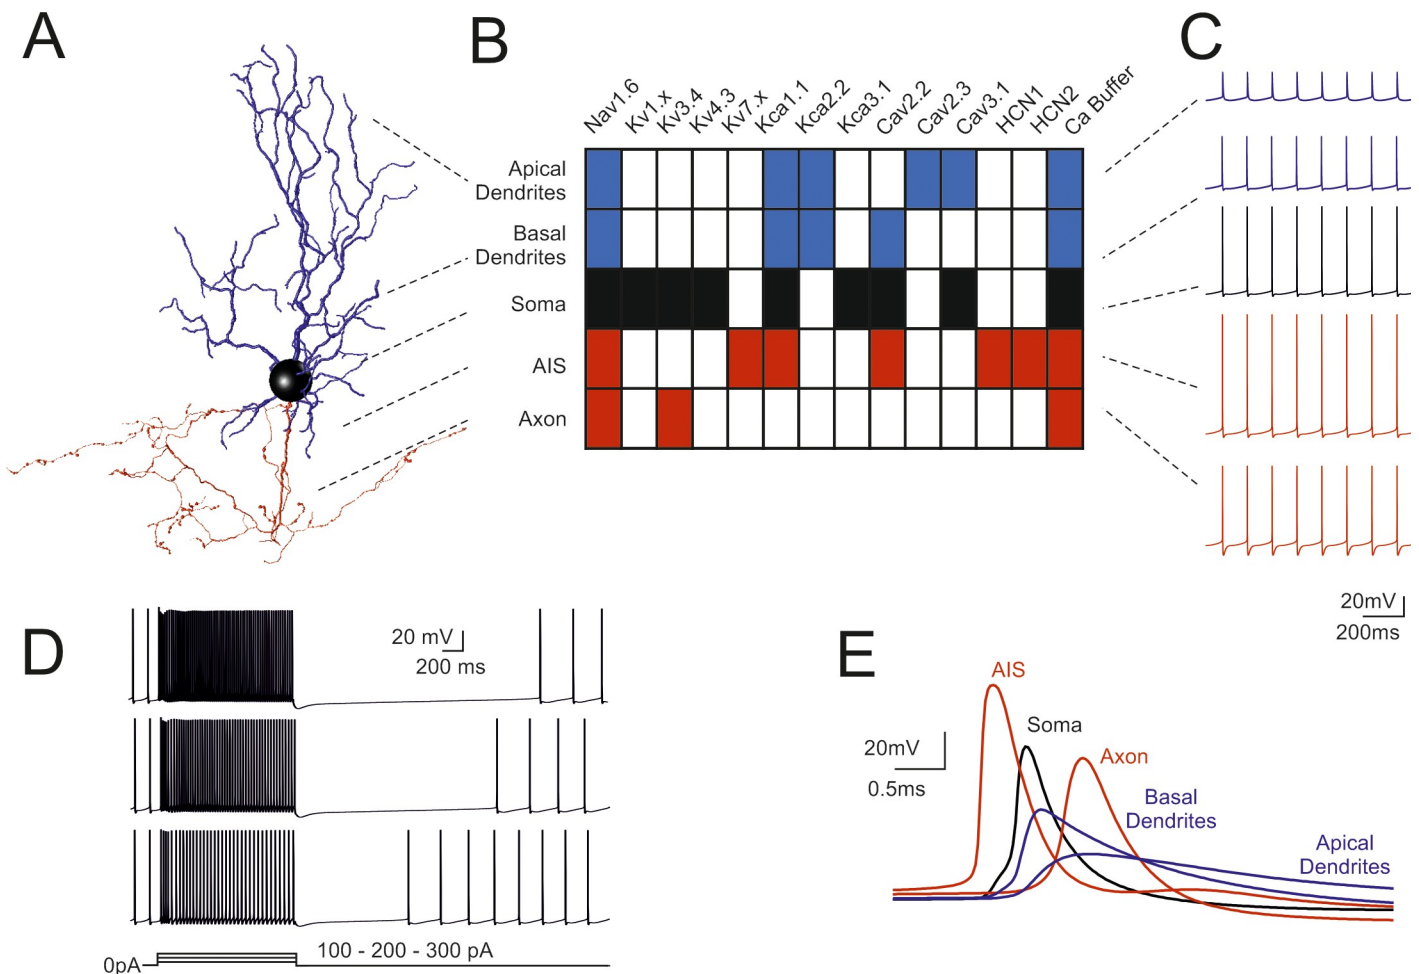 A
B
C
Nav1.6
Kv1.x
Kv3.4
Kv4.3
Kv7.x
Kca1.1
Kca2.2
Kca3.1
Cav2.2
Cav2.3
Cav3.1
HCN1
HCN2
Ca Buffer
Apical
Dendrites
Basal
Dendrites
Soma
AIS
Axon
20mV
200ms
D
20 mV
200 ms
100 - 200 - 300 pA
0pA
E
AIS
Soma
Axon
20mV
0.5ms
Basal
Dendrites
Apical
Dendrites